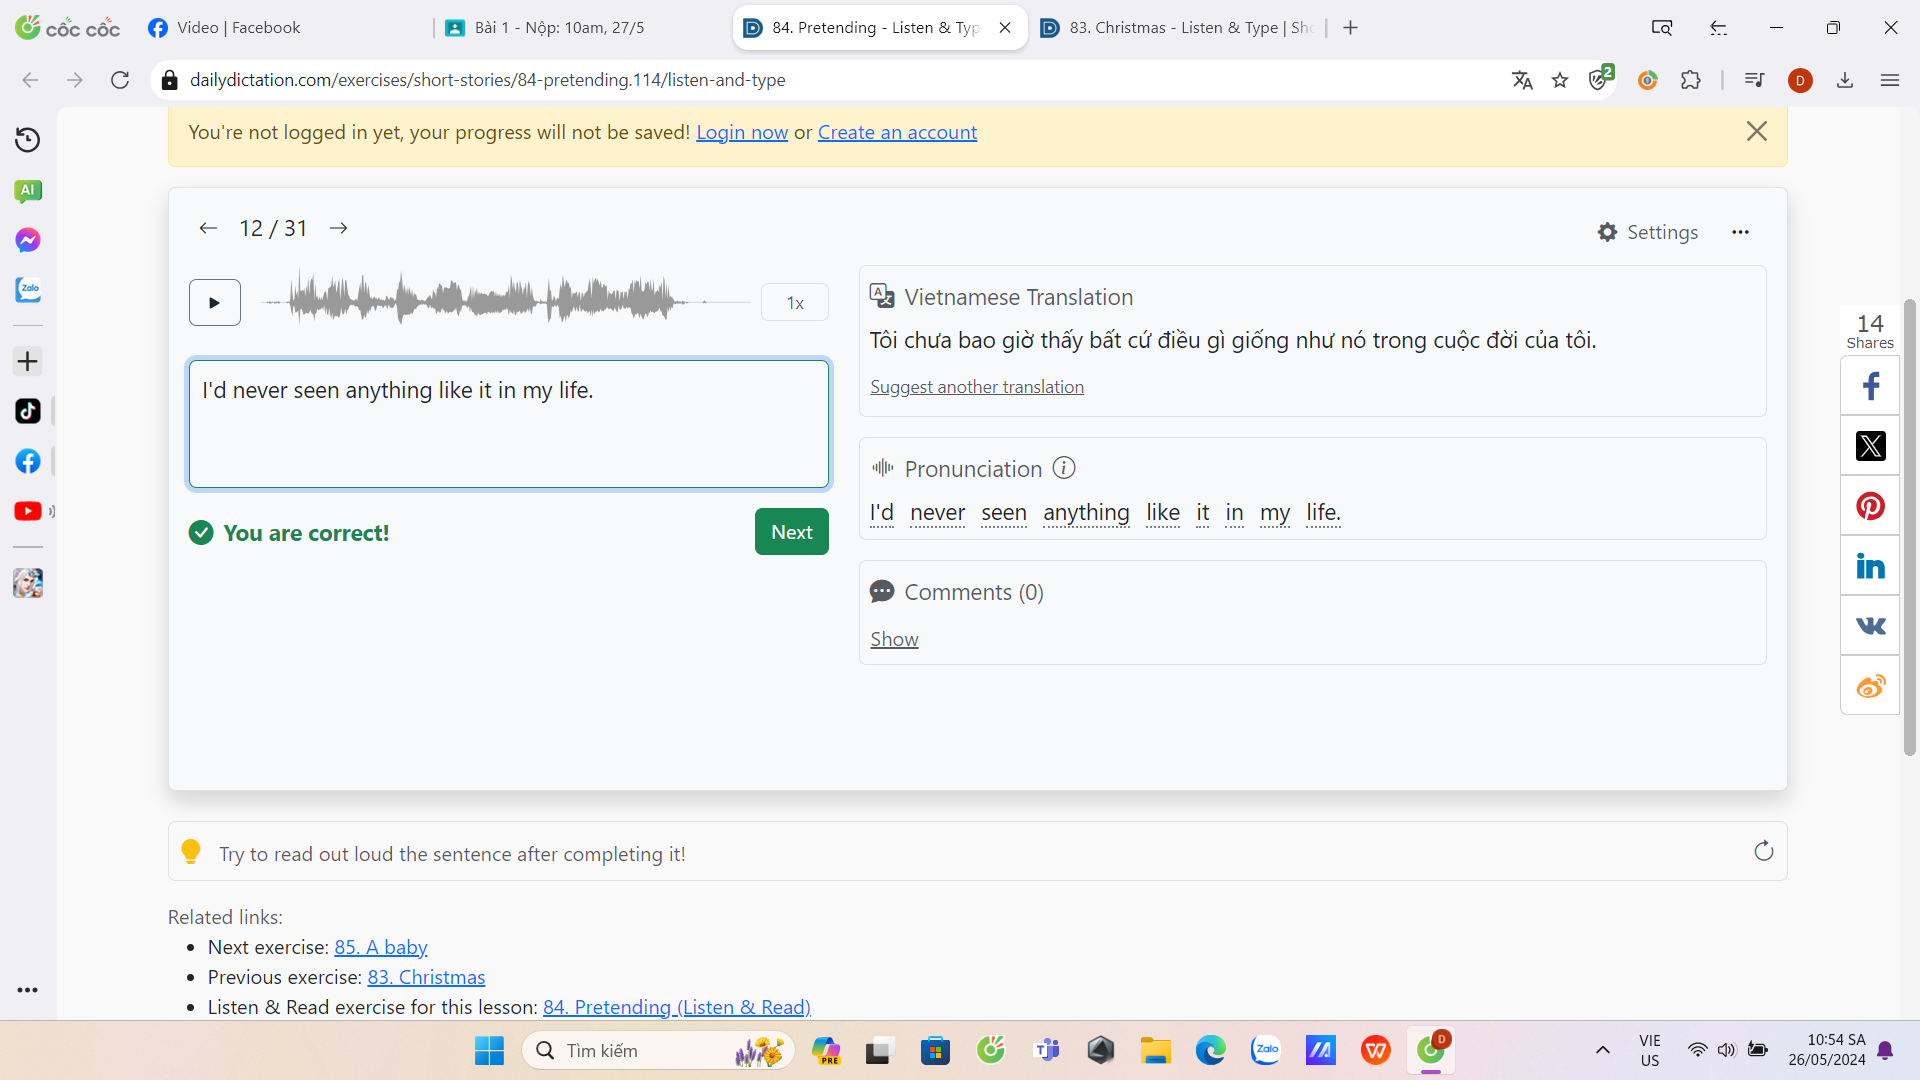 cốc cốc
Video | Facebook
Bài 1 - Nộp: 10am, 27/5
84. Pretending - Listen & Typ
83. Christmas - Listen & Type | Sho
dailydictation.com/exercises/short-stories/84-pretending.114/listen-and-type
2
D
You're not logged in yet, your progress will not be saved! Login now or Create an account
AI
12 / 31
Settings
Zalo
1x
Vietnamese Translation
Tôi chưa bao giờ thấy bất cứ điều gì giống như nó trong cuộc đời của tôi.
Suggest another translation
14
Shares
I'd never seen anything like it in my life.
Pronunciation
I'd never seen anything like it in my life.
You are correct!
Next
Comments (0)
Show
Try to read out loud the sentence after completing it!
Related links:
Next exercise: 85. A baby
Previous exercise: 83. Christmas
Listen & Read exercise for this lesson: 84. Pretending (Listen & Read)
Tìm kiếm
PRE
Zalo
D
VIE
US
10:54 SA
26/05/2024